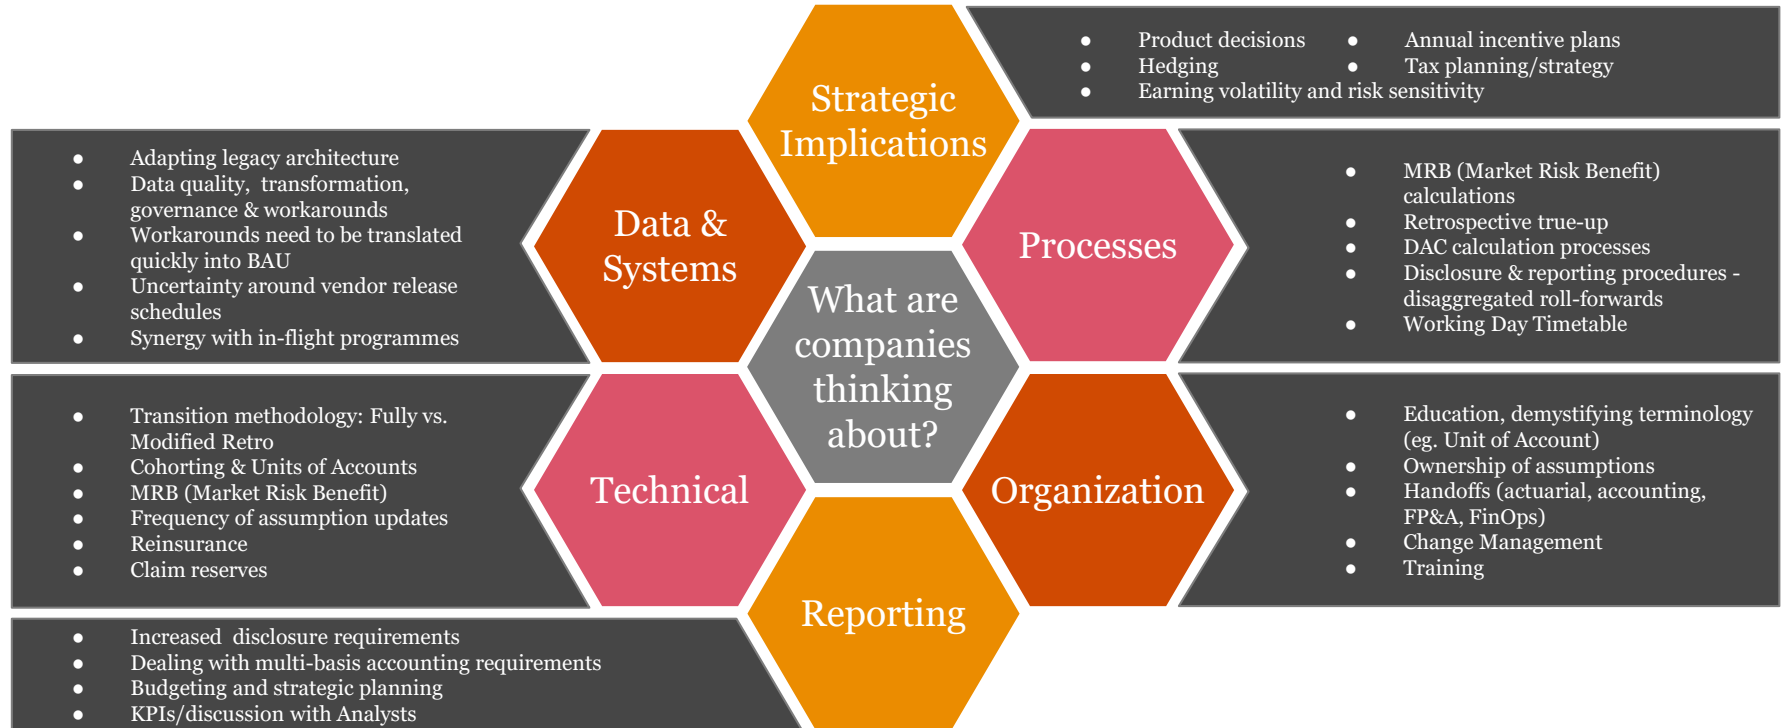 Strategic
Implications
● Product decisions ● Annual incentive plans
● Hedging ● Tax planning/strategy
● Earning volatility and risk sensitivity
● Adapting legacy architecture
● Data quality, transformation,
governance & workarounds
● Workarounds need to be translated
quickly into BAU
● Uncertainty around vendor release
schedules
● Synergy with in-flight programmes
Data &
Systems
Processes
● MRB (Market Risk Benefit)
calculations
● Retrospective true-up
● DAC calculation processes
● Disclosure & reporting procedures -
disaggregated roll-forwards
● Working Day Timetable
What are
companies
thinking
about?
● Transition methodology: Fully vs.
Modified Retro
● Cohorting & Units of Accounts
● MRB (Market Risk Benefit)
● Frequency of assumption updates
● Reinsurance
● Claim reserves
Technical
Organization
● Education, demystifying terminology
(eg. Unit of Account)
● Ownership of assumptions
● Handoffs (actuarial, accounting,
FP&A, FinOps)
● Change Management
● Training
Reporting
● Increased disclosure requirements
● Dealing with multi-basis accounting requirements
● Budgeting and strategic planning
● KPIs/discussion with Analysts